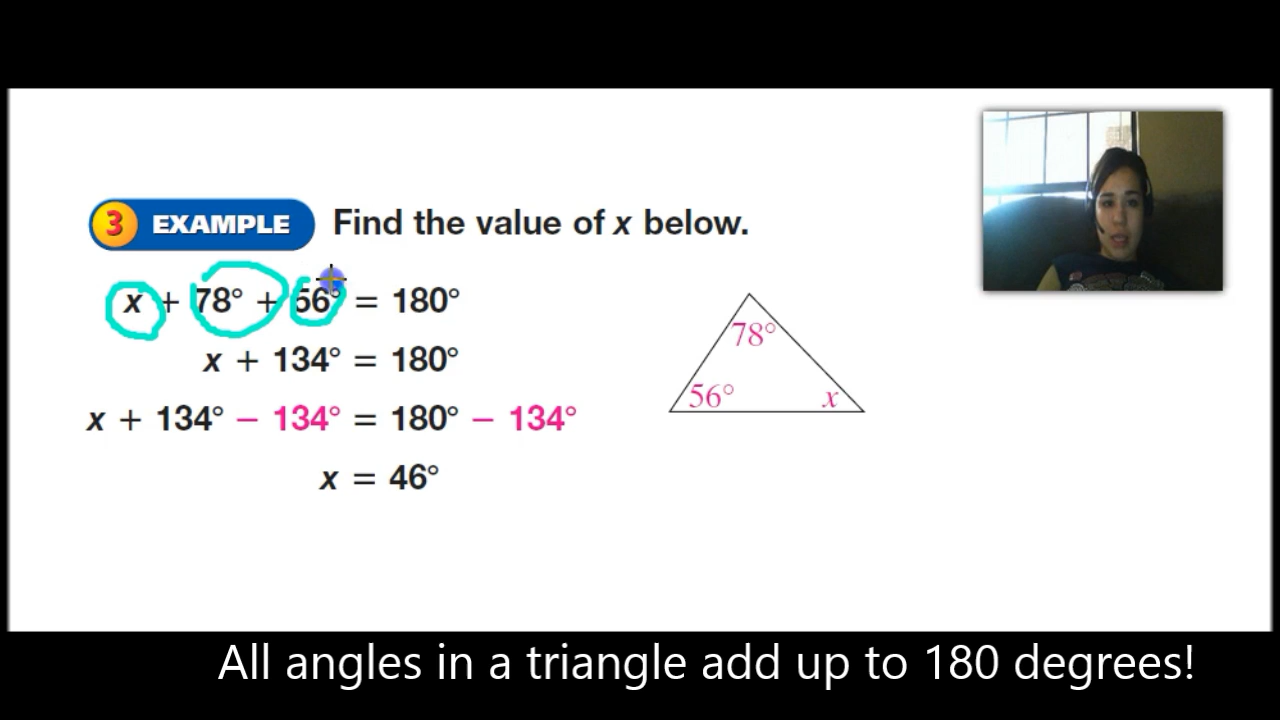 3 EXAMPLE Find the value of x below.
x + 78° + 56° = 180°
x + 134° = 180°
x + 134° − 134° = 180° − 134°
x = 46°
78°
56° x
All angles in a triangle add up to 180 degrees!